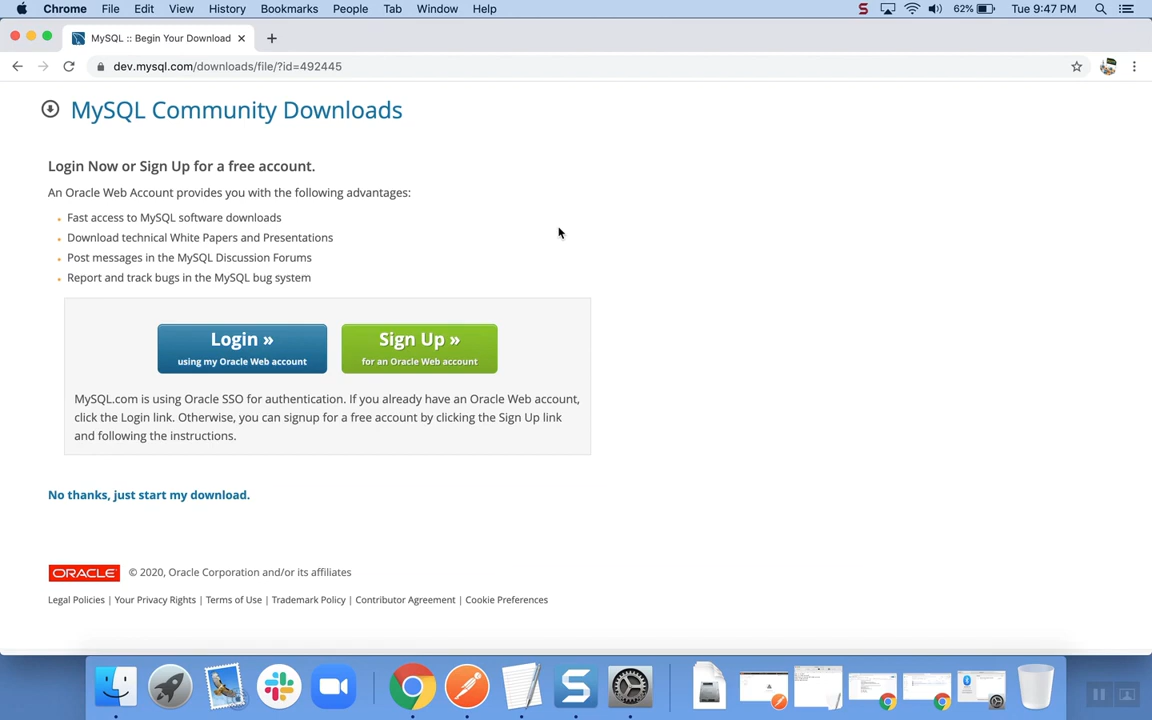 Chrome File Edit View History Bookmarks People Tab Window Help
62% Tue 9:47 PM
MySQL :: Begin Your Download
dev.mysql.com/downloads/file/?id=492445
MySQL Community Downloads
Login Now or Sign Up for a free account.
An Oracle Web Account provides you with the following advantages:
Fast access to MySQL software downloads
Download technical White Papers and Presentations
Post messages in the MySQL Discussion Forums
Report and track bugs in the MySQL bug system
Login »
using my Oracle Web account
Sign Up »
for an Oracle Web account
MySQL.com is using Oracle SSO for authentication. If you already have an Oracle Web account,
click the Login link. Otherwise, you can signup for a free account by clicking the Sign Up link
and following the instructions.
No thanks, just start my download.
ORACLE © 2020, Oracle Corporation and/or its affiliates
Legal Policies | Your Privacy Rights | Terms of Use | Trademark Policy | Contributor Agreement | Cookie Preferences